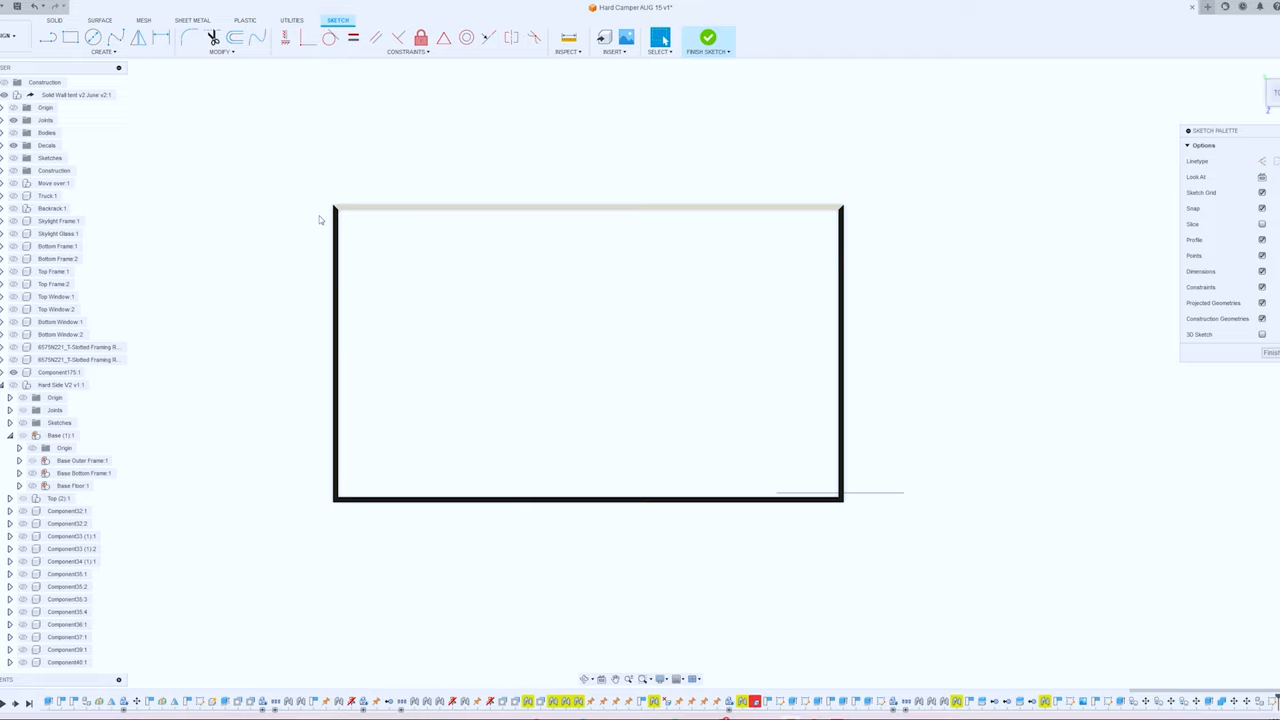 Hard Camper AUG 15 v1*
SOLID
SURFACE
MESH
SHEET METAL
PLASTIC
UTILITIES
SKETCH
CREATE
MODIFY
CONSTRAINTS
INSPECT
INSERT
SELECT
FINISH SKETCH
Construction
Solid Wall tent v2 June v2:1
Origin
Joints
Bodies
Decals
Sketches
Construction
Move over:1
Truck:1
Backrack:1
Skylight Frame:1
Skylight Glass:1
Bottom Frame:1
Bottom Frame:2
Top Frame:1
Top Frame:2
Top Window:1
Top Window:2
Bottom Window:1
Bottom Window:2
6575N221_T-Slotted Framing R...
6575N221_T-Slotted Framing R...
Component175:1
Hard Side V2 v1:1
Origin
Joints
Sketches
Base (1):1
Origin
Base Outer Frame:1
Base Bottom Frame:1
Base Floor:1
Top (2):1
Component32:1
Component32:2
Component33 (1):1
Component33 (1):2
Component34 (1):1
Component35:1
Component35:2
Component35:3
Component35:4
Component36:1
Component37:1
Component39:1
Component40:1
SKETCH PALETTE
Options
Linetype
Look At
Sketch Grid
Snap
Slice
Profile
Points
Dimensions
Constraints
Projected Geometries
Construction Geometries
3D Sketch
Finish